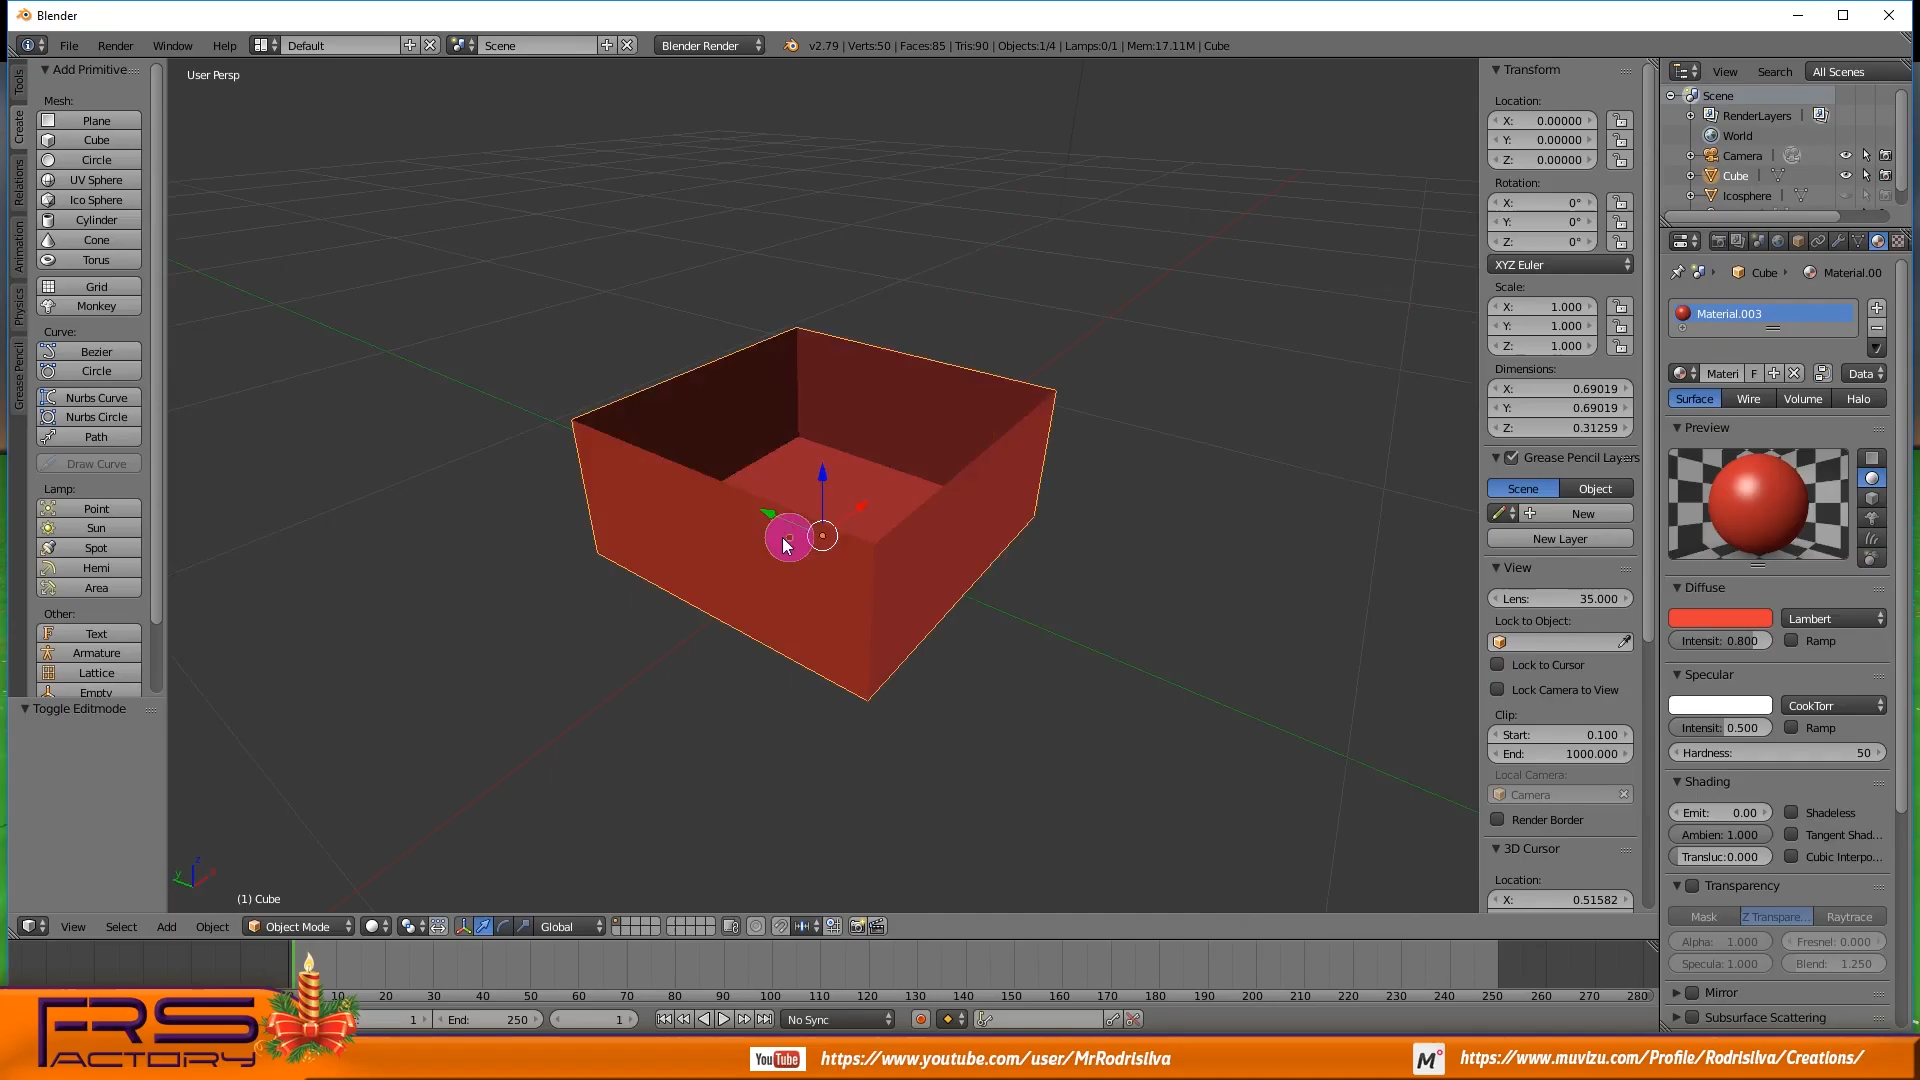 Blender
File Render Window Help Default Scene Blender Render v2.79 | Verts:50 | Faces:85 | Tris:90 | Objects:1/4 | Lamps:0/1 | Mem:17.11M | Cube
Tools
Create
Relations
Animation
Physics
Grease Pencil
Add Primitive
Mesh:
Plane
Cube
Circle
UV Sphere
Ico Sphere
Cylinder
Cone
Torus
Grid
Monkey
Curve:
Bezier
Circle
Nurbs Curve
Nurbs Circle
Path
Draw Curve
Lamp:
Point
Sun
Spot
Hemi
Area
Other:
Text
Armature
Lattice
Empty
Toggle Editmode
User Persp
(1) Cube
Transform
Location:
X: 0.00000
Y: 0.00000
Z: 0.00000
Rotation:
X: 0°
Y: 0°
Z: 0°
XYZ Euler
Scale:
X: 1.000
Y: 1.000
Z: 1.000
Dimensions:
X: 0.69019
Y: 0.69019
Z: 0.31259
Grease Pencil Layers
Scene Object
New
New Layer
View
Lens: 35.000
Lock to Object:
Lock to Cursor
Lock Camera to View
Clip:
Start: 0.100
End: 1000.000
Local Camera:
Camera
Render Border
3D Cursor
Location:
X: 0.51582
View Search All Scenes
Scene
RenderLayers
World
Camera
Cube
Icosphere
Cube Material.00
Material.003
Materi F Data
Surface Wire Volume Halo
Preview
Diffuse
Lambert
Intensit: 0.800 Ramp
Specular
CookTorr
Intensit: 0.500 Ramp
Hardness: 50
Shading
Emit: 0.00 Shadeless
Ambien: 1.000 Tangent Shad...
Transluc:0.000 Cubic Interpo...
Transparency
Mask Z Transpare... Raytrace
Alpha: 1.000 Fresnel: 0.000
Specula: 1.000 Blend: 1.250
Mirror
Subsurface Scattering
View Select Add Object Object Mode Global
10 20 30 40 50 60 70 80 90 100 110 120 130 140 150 160 170 180 190 200 210 220 230 240 250 260 270 280
1 End: 250 1 No Sync
FRS
FACTORY
YouTube https://www.youtube.com/user/MrRodrisilva
M https://www.muvizu.com/Profile/Rodrisilva/Creations/
z
y
x